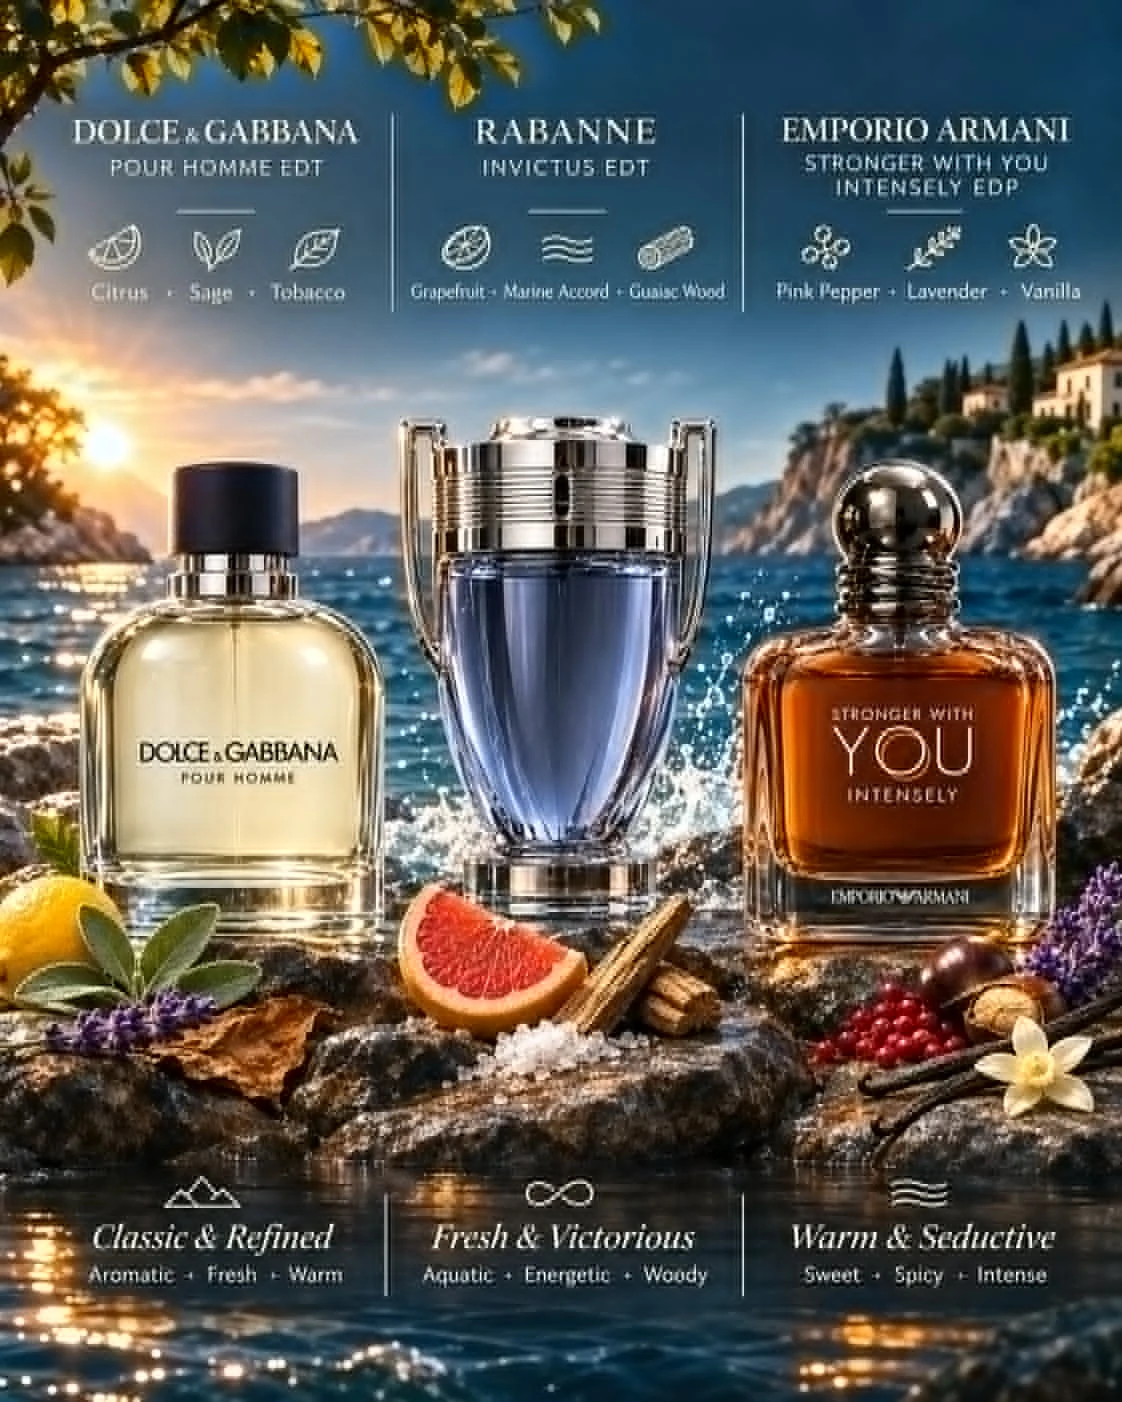 DOLCE & GABBANA
POUR HOMME EDT
Citrus • Sage • Tobacco
RABANNE
INVICTUS EDT
Grapefruit • Marine Accord • Guaiac Wood
EMPORIO ARMANI
STRONGER WITH YOU
INTENSELY EDP
Pink Pepper • Lavender • Vanilla
DOLCE & GABBANA
POUR HOMME
STRONGER WITH
YOU
INTENSELY
EMPORIO ARMANI
Classic & Refined
Aromatic • Fresh • Warm
Fresh & Victorious
Aquatic • Energetic • Woody
Warm & Seductive
Sweet • Spicy • Intense